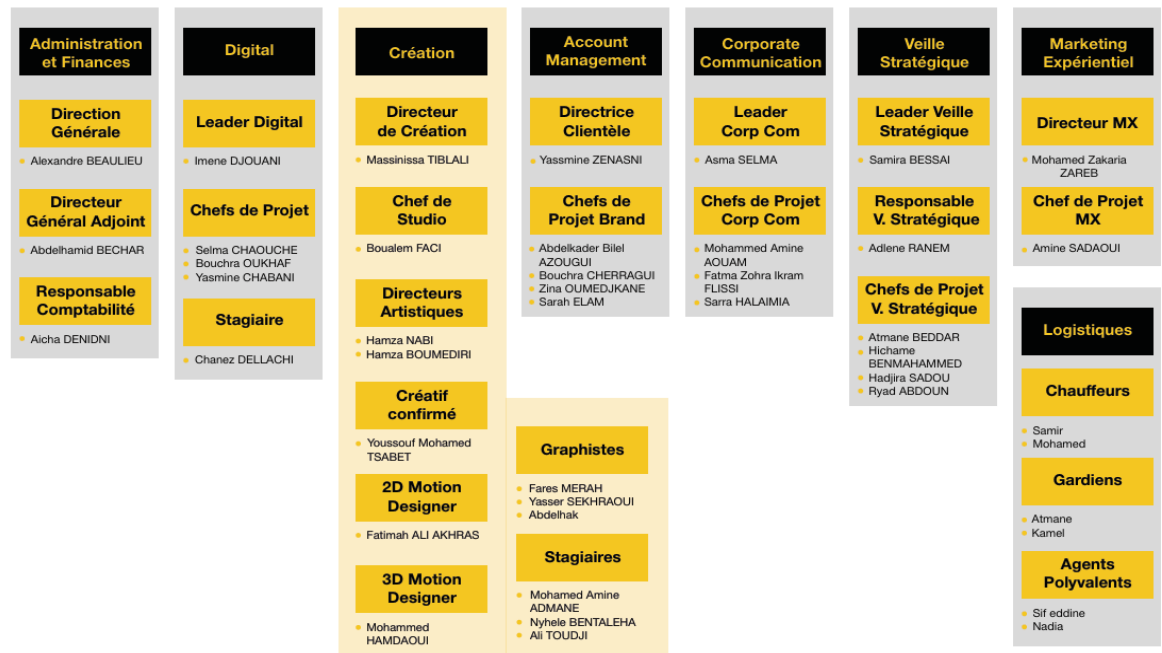 Administration
et Finances
Direction
Générale
Alexandre BEAULIEU
Directeur
Général Adjoint
Abdelhamid BECHAR
Responsable
Comptabilité
Aicha DENIDNI
Digital
Leader Digital
Imene DJOUANI
Chefs de Projet
Selma CHAOUCHE
Bouchra OUKHAF
Yasmine CHABANI
Stagiaire
Chanez DELLACHI
Création
Directeur
de Création
Massinissa TIBLALI
Chef de
Studio
Boualem FACI
Directeurs
Artistiques
Hamza NABI
Hamza BOUMEDIRI
Créatif
confirmé
Youssouf Mohamed
TSABET
2D Motion
Designer
Fatimah ALI AKHRAS
3D Motion
Designer
Mohammed
HAMDAOUI
Graphistes
Fares MERAH
Yasser SEKHRAOUI
Abdelhak
Stagiaires
Mohamed Amine
ADMANE
Nyhele BENTALEHA
Ali TOUDJI
Account
Management
Directrice
Clientèle
Yassmine ZENASNI
Chefs de
Projet Brand
Abdelkader Bilel
AZOUGUI
Bouchra CHERRAGUI
Zina OUMEDJKANE
Sarah ELAM
Corporate
Communication
Leader
Corp Com
Asma SELMA
Chefs de Projet
Corp Com
Mohammed Amine
AOUAM
Fatma Zohra Ikram
FLISSI
Sarra HALAIMIA
Veille
Stratégique
Leader Veille
Stratégique
Samira BESSAI
Responsable
V. Stratégique
Adlene RANEM
Chefs de Projet
V. Stratégique
Atmane BEDDAR
Hichame
BENMAHAMMED
Hadjira SADOU
Ryad ABDOUN
Marketing
Expérientiel
Directeur MX
Mohamed Zakaria
ZAREB
Chef de Projet
MX
Amine SADAOUI
Logistiques
Chauffeurs
Samir
Mohamed
Gardiens
Atmane
Kamel
Agents
Polyvalents
Sif eddine
Nadia